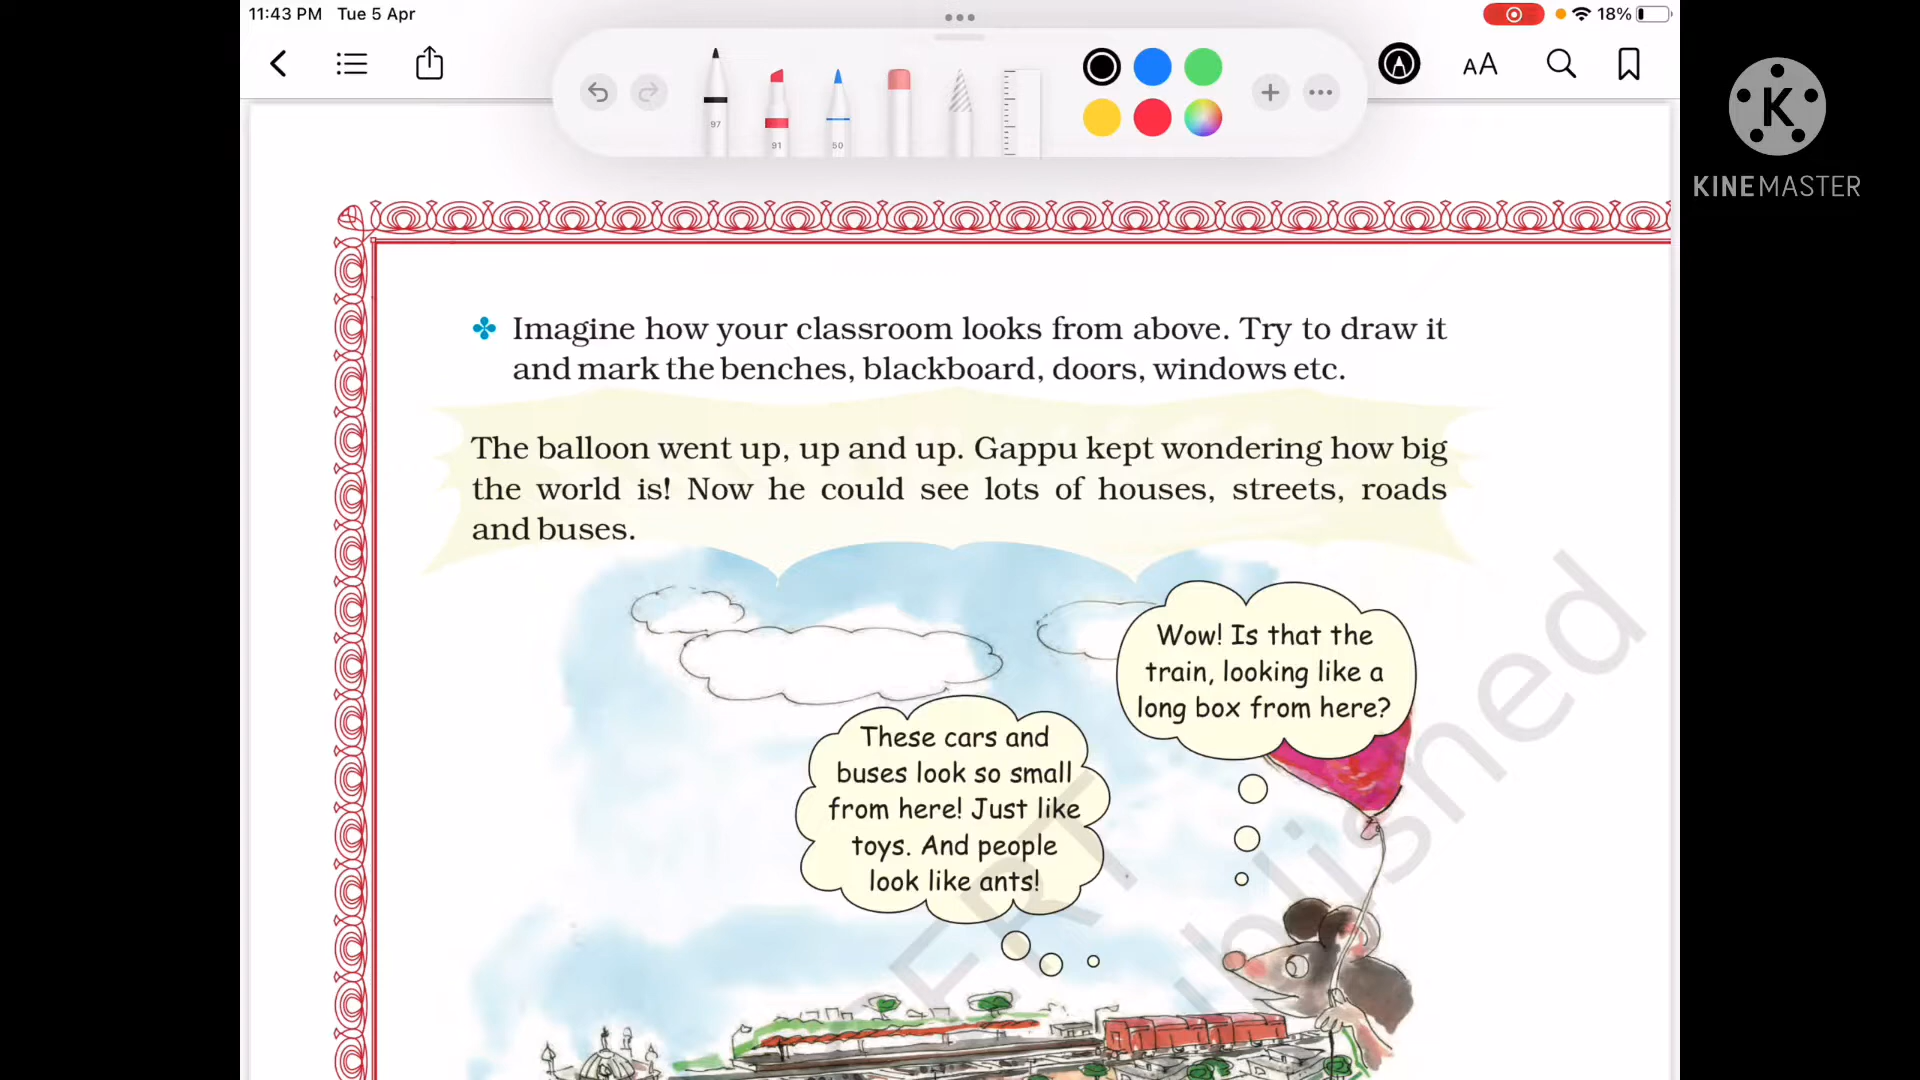 11:43 PM Tue 5 Apr
18%
97
91
50
AA
K
KINEMASTER
Imagine how your classroom looks from above. Try to draw it
and mark the benches, blackboard, doors, windows etc.
The balloon went up, up and up. Gappu kept wondering how big
the world is! Now he could see lots of houses, streets, roads
and buses.
Wow! Is that the
train, looking like a
long box from here?
These cars and
buses look so small
from here! Just like
toys. And people
look like ants!